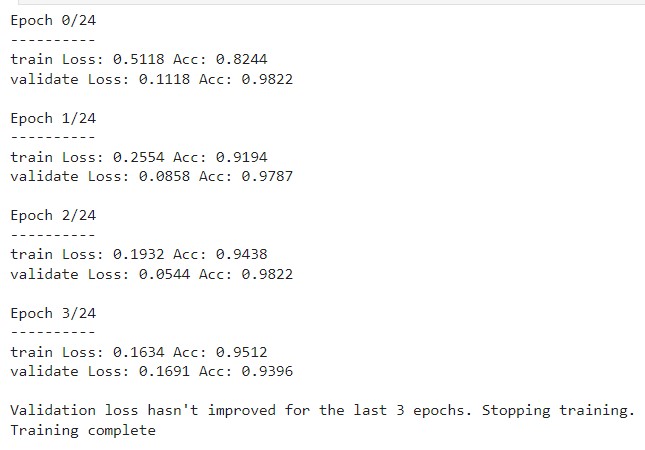 Epoch 0/24
----------
train Loss: 0.5118 Acc: 0.8244
validate Loss: 0.1118 Acc: 0.9822
Epoch 1/24
----------
train Loss: 0.2554 Acc: 0.9194
validate Loss: 0.0858 Acc: 0.9787
Epoch 2/24
----------
train Loss: 0.1932 Acc: 0.9438
validate Loss: 0.0544 Acc: 0.9822
Epoch 3/24
----------
train Loss: 0.1634 Acc: 0.9512
validate Loss: 0.1691 Acc: 0.9396
Validation loss hasn't improved for the last 3 epochs. Stopping training.
Training complete